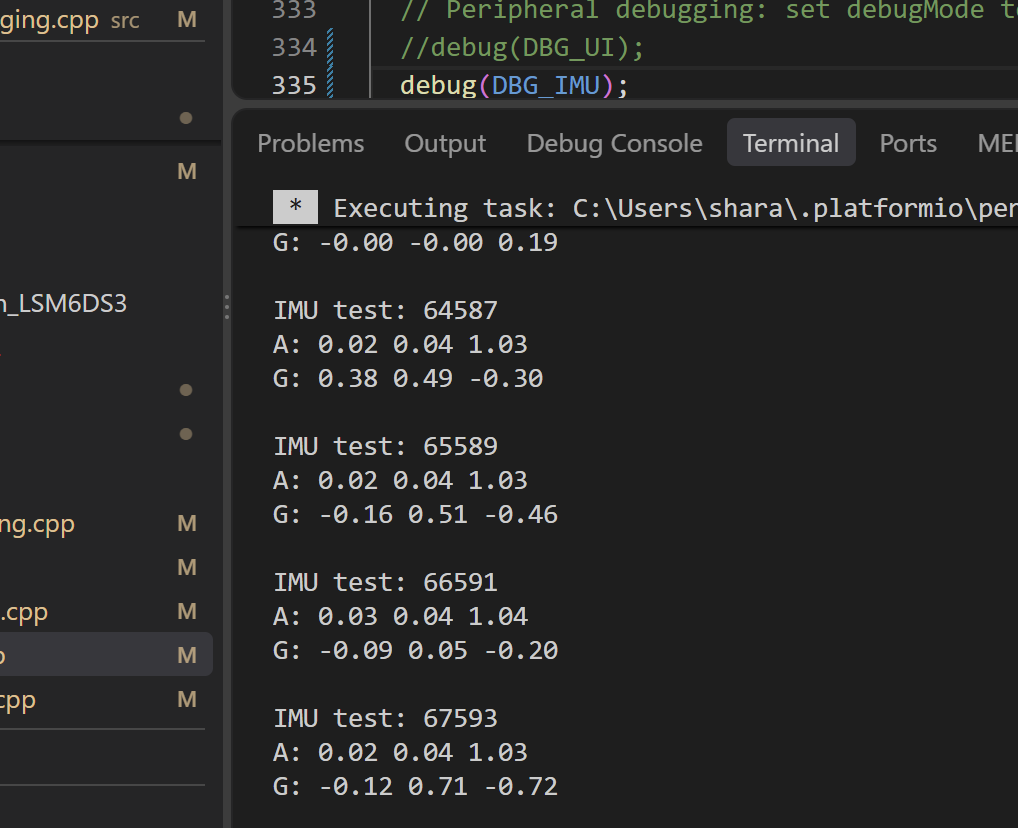 ging.cpp src M
M
n_LSM6DS3
ng.cpp M
M
.cpp M
M
cpp M
333 // Peripheral debugging: set debugMode t
334 //debug(DBG_UI);
335 debug(DBG_IMU);
Problems Output Debug Console Terminal Ports MEM
* Executing task: C:\Users\shara\.platformio\pen
G: -0.00 -0.00 0.19
IMU test: 64587
A: 0.02 0.04 1.03
G: 0.38 0.49 -0.30
IMU test: 65589
A: 0.02 0.04 1.03
G: -0.16 0.51 -0.46
IMU test: 66591
A: 0.03 0.04 1.04
G: -0.09 0.05 -0.20
IMU test: 67593
A: 0.02 0.04 1.03
G: -0.12 0.71 -0.72